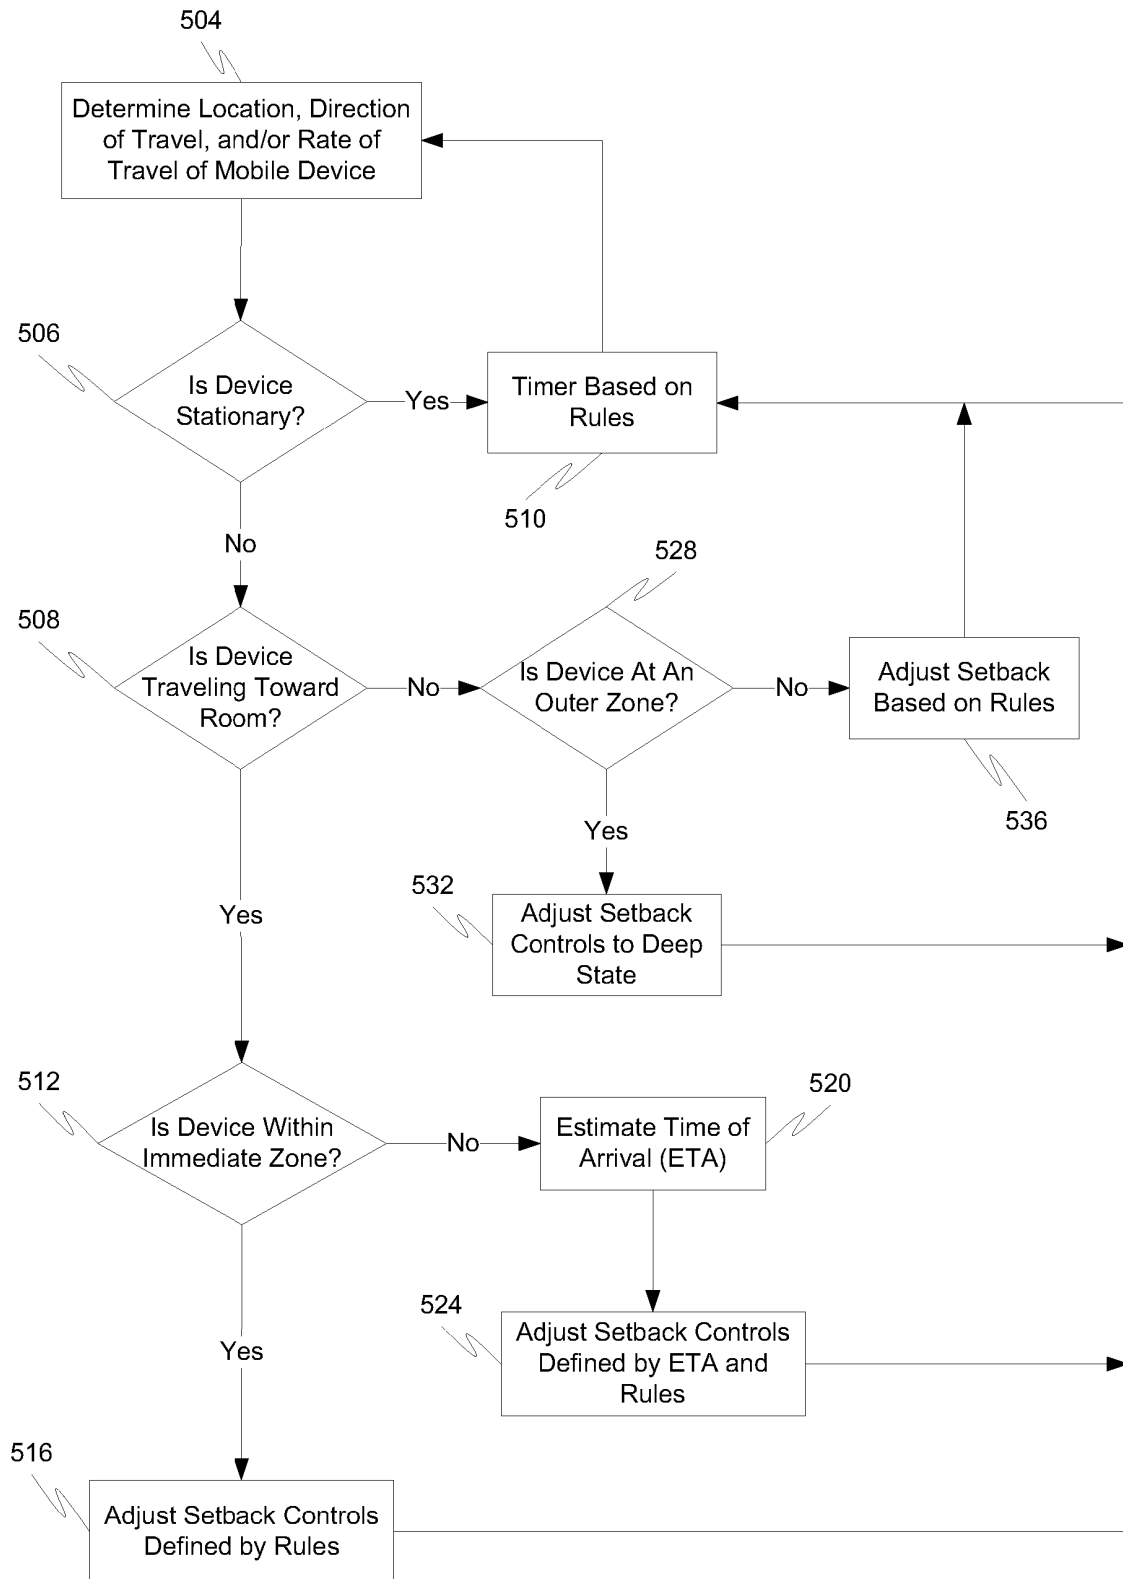 504
Determine Location, Direction
of Travel, and/or Rate of
Travel of Mobile Device
506
Is Device
Stationary?
Yes
Timer Based on
Rules
510
No
528
508
Is Device
Traveling Toward
Room?
No
Is Device At An
Outer Zone?
No
Adjust Setback
Based on Rules
536
Yes
532
Adjust Setback
Controls to Deep
State
Yes
512
Is Device Within
Immediate Zone?
No
Estimate Time of
Arrival (ETA)
520
524
Adjust Setback Controls
Defined by ETA and
Rules
Yes
516
Adjust Setback Controls
Defined by Rules